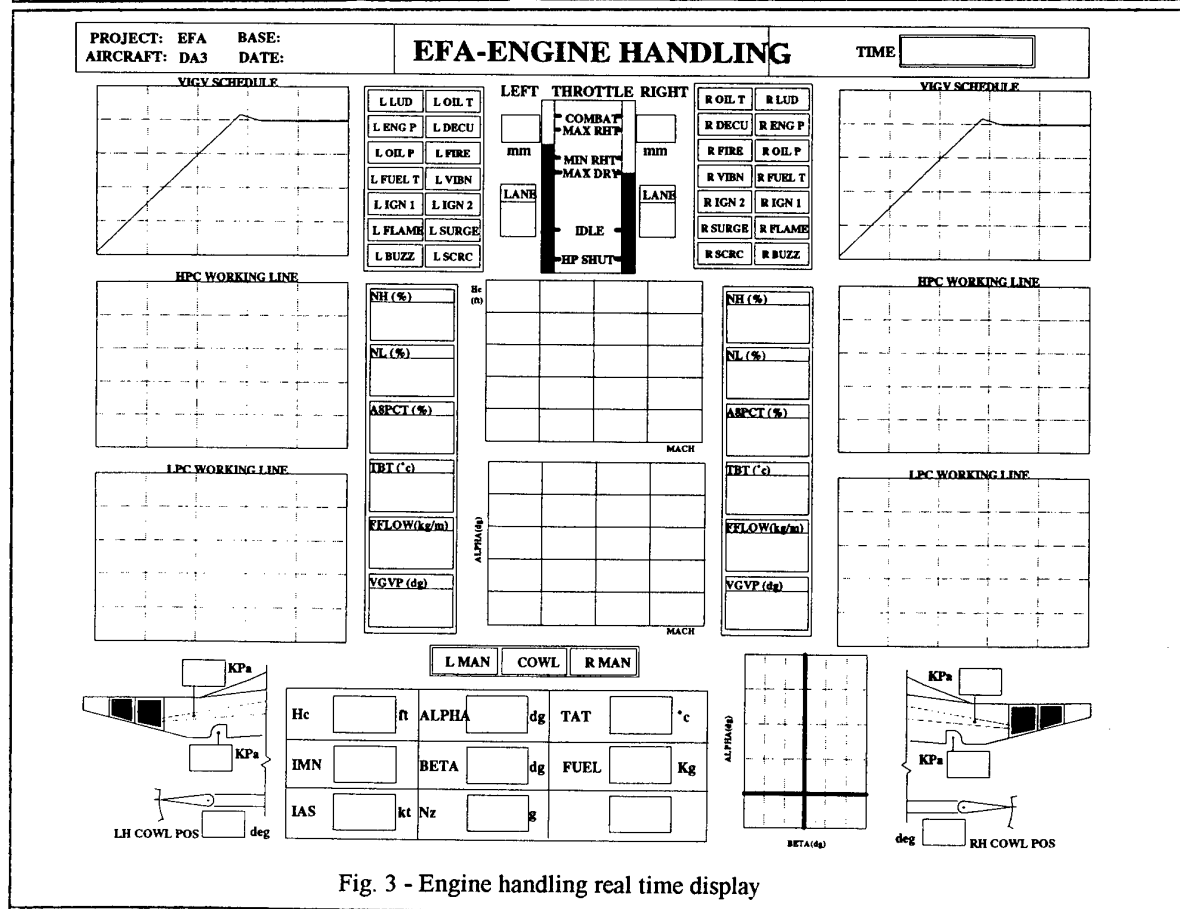 PROJECT: EFA BASE:
AIRCRAFT: DA3 DATE:
EFA-ENGINE HANDLING
TIME
VIGV SCHEDULE
L LUD L OIL T
L ENG P L DECU
L OIL P L FIRE
L FUEL T L VIBN
L IGN 1 L IGN 2
L FLAME L SURGE
L BUZZ L SCRC
LEFT THROTTLE RIGHT
COMBAT
MAX RHT
mm mm
MIN RHT
MAX DRY
LANE LANE
IDLE
HP SHUT
R OIL T R LUD
R DECU R ENG P
R FIRE R OIL P
R VIBN R FUEL T
R IGN 2 R IGN 1
R SURGE R FLAME
R SCRC R BUZZ
VIGV SCHEDULE
HPC WORKING LINE
NH (%)
NL (%)
A8PCT (%)
TBT (°c)
FFLOW(kg/m)
VGVP (dg)
Hc
(ft)
MACH
ALPHA(dg)
MACH
NH (%)
NL (%)
A8PCT (%)
TBT (°c)
FFLOW(kg/m)
VGVP (dg)
HPC WORKING LINE
LPC WORKING LINE
LPC WORKING LINE
L MAN COWL R MAN
KPa
KPa
LH COWL POS deg
Hc ft ALPHA dg TAT °c
IMN BETA dg FUEL Kg
IAS kt Nz g
ALPHA(dg)
BETA(dg)
KPa
KPa
deg RH COWL POS
Fig. 3 - Engine handling real time display